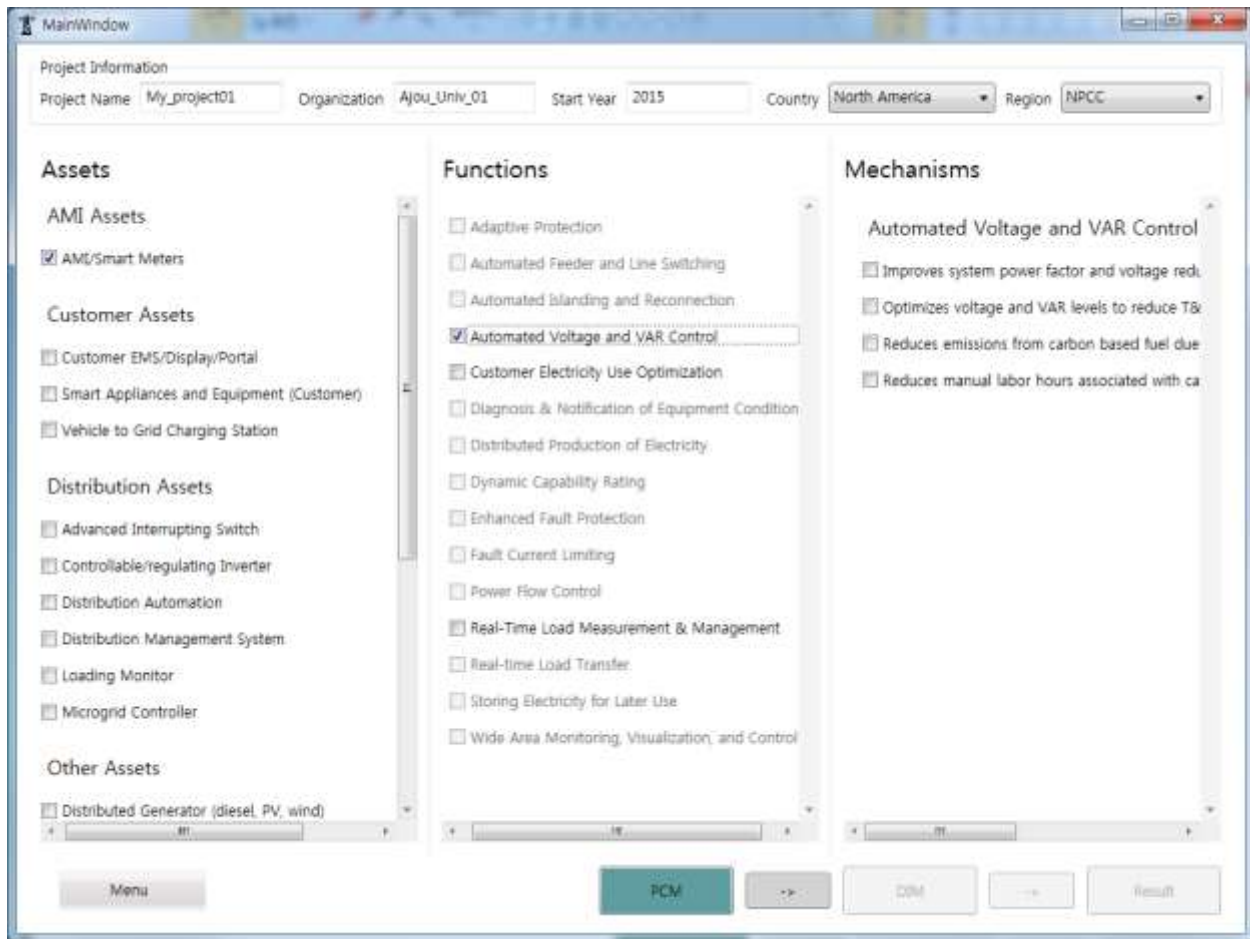 MainWindow
Project Information
Project Name My_project01 Organization Ajou_Univ_01 Start Year 2015 Country North America Region NPCC
Assets
AMI Assets
AMI/Smart Meters
Customer Assets
Customer EMS/Display/Portal
Smart Appliances and Equipment (Customer)
Vehicle to Grid Charging Station
Distribution Assets
Advanced Interrupting Switch
Controllable/regulating Inverter
Distribution Automation
Distribution Management System
Loading Monitor
Microgrid Controller
Other Assets
Distributed Generator (diesel, PV, wind)
Functions
Adaptive Protection
Automated Feeder and Line Switching
Automated Islanding and Reconnection
Automated Voltage and VAR Control
Customer Electricity Use Optimization
Diagnosis & Notification of Equipment Condition
Distributed Production of Electricity
Dynamic Capability Rating
Enhanced Fault Protection
Fault Current Limiting
Power Flow Control
Real-Time Load Measurement & Management
Real-time Load Transfer
Storing Electricity for Later Use
Wide Area Monitoring, Visualization, and Control
Mechanisms
Automated Voltage and VAR Control
Improves system power factor and voltage redu
Optimizes voltage and VAR levels to reduce T&
Reduces emissions from carbon based fuel due
Reduces manual labor hours associated with ca
Menu PCM -> -> Result